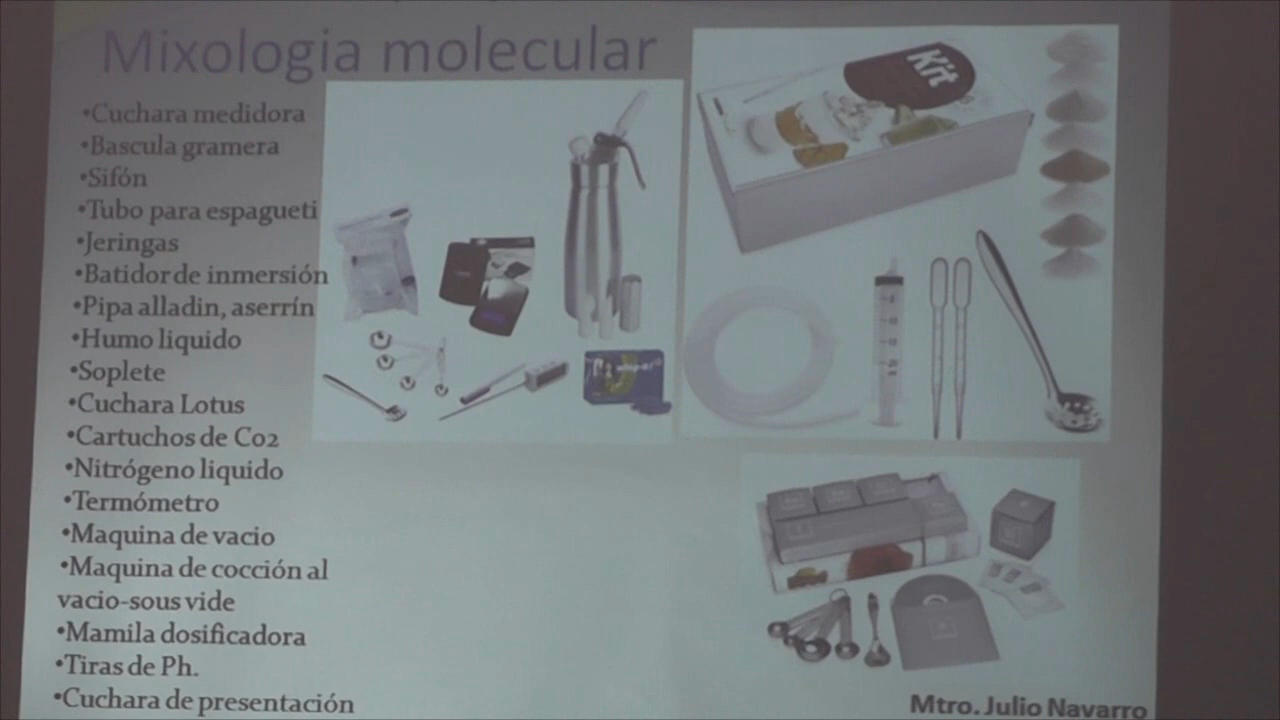 Mixologia molecular
•Cuchara medidora
•Bascula gramera
•Sifón
•Tubo para espagueti
•Jeringas
•Batidor de inmersión
•Pipa alladin, aserrín
•Humo liquido
•Soplete
•Cuchara Lotus
•Cartuchos de Co2
•Nitrógeno liquido
•Termómetro
•Maquina de vacio
•Maquina de cocción al
vacio-sous vide
•Mamila dosificadora
•Tiras de Ph.
•Cuchara de presentación
Kit
Mtro. Julio Navarro